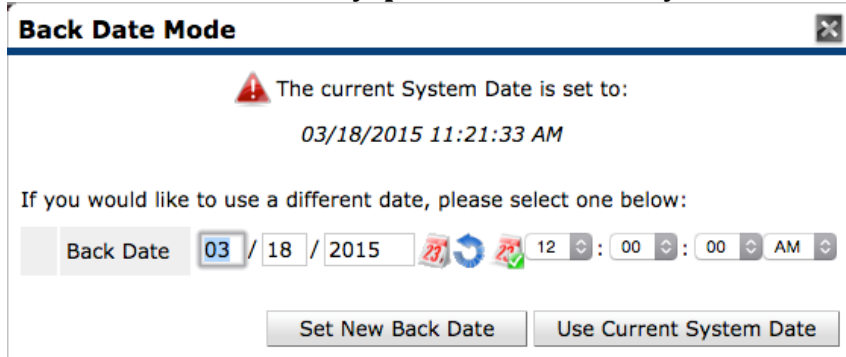 Back Date Mode
The current System Date is set to:
03/18/2015 11:21:33 AM
If you would like to use a different date, please select one below:
Back Date 03 / 18 / 2015 23 23 12 : 00 : 00 AM
Set New Back Date Use Current System Date